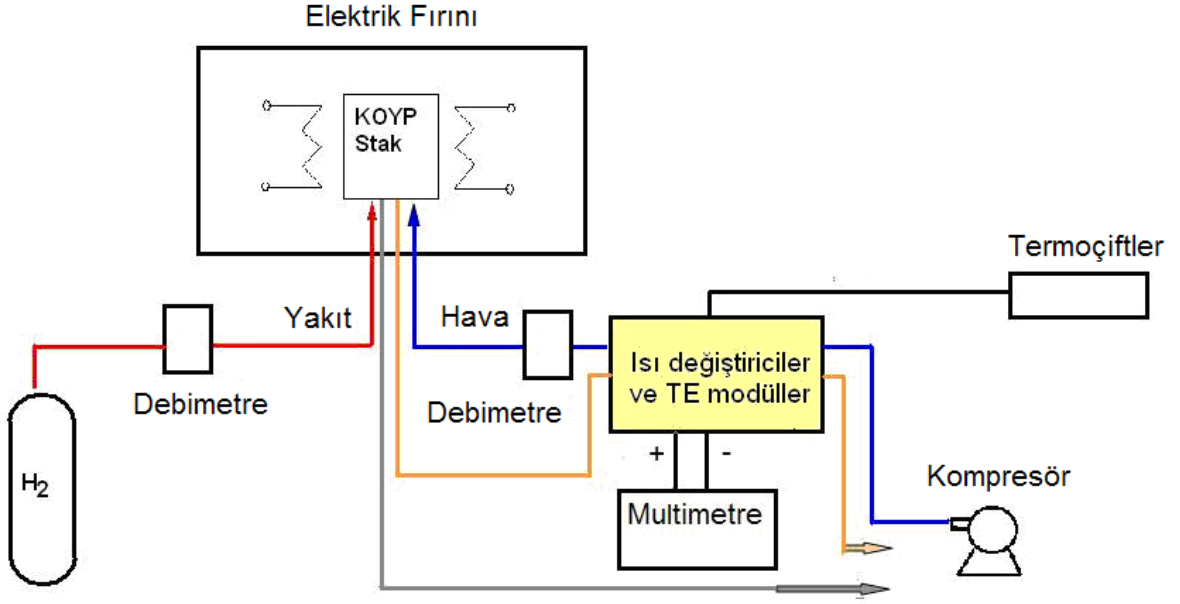 Elektrik Fırını
KOYP
Stak
Termoçiftler
Yakıt
Hava
Isı değiştiriciler
ve TE modüller
Debimetre
Debimetre
+ -
H2
Multimetre
Kompresör